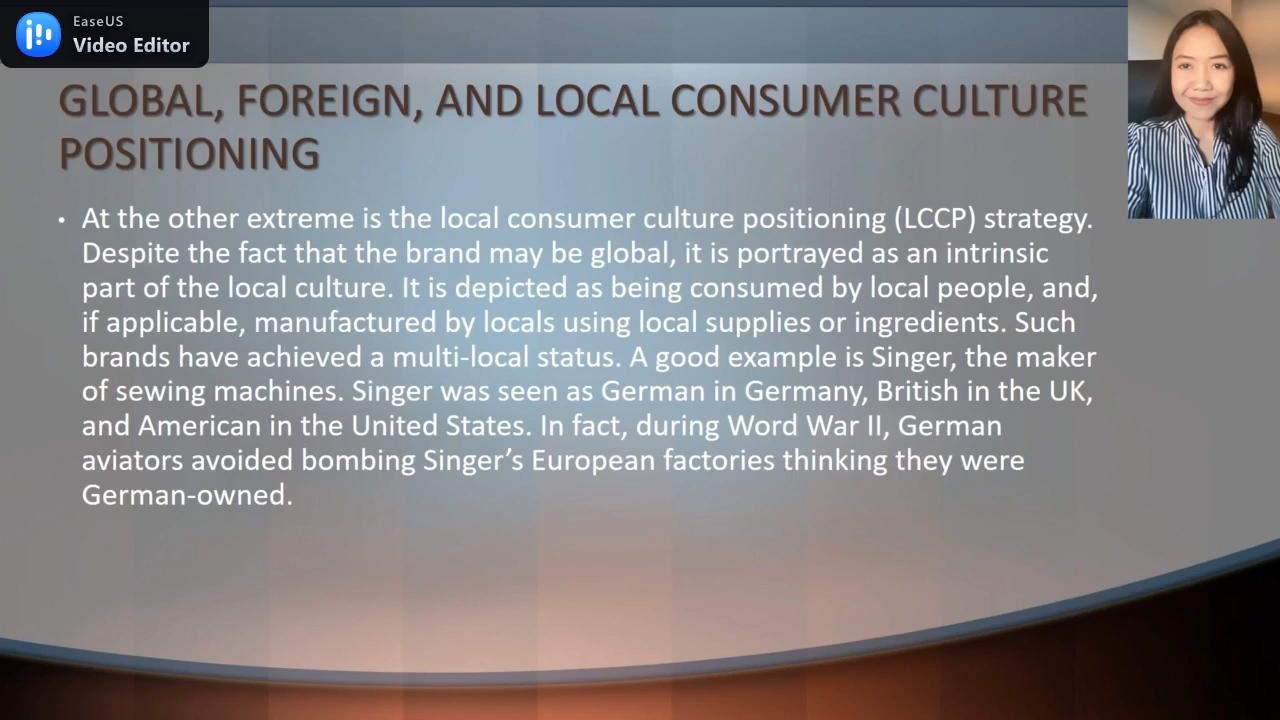 EaseUS
Video Editor
GLOBAL, FOREIGN, AND LOCAL CONSUMER CULTURE
POSITIONING
• At the other extreme is the local consumer culture positioning (LCCP) strategy.
Despite the fact that the brand may be global, it is portrayed as an intrinsic
part of the local culture. It is depicted as being consumed by local people, and,
if applicable, manufactured by locals using local supplies or ingredients. Such
brands have achieved a multi-local status. A good example is Singer, the maker
of sewing machines. Singer was seen as German in Germany, British in the UK,
and American in the United States. In fact, during Word War II, German
aviators avoided bombing Singer’s European factories thinking they were
German-owned.